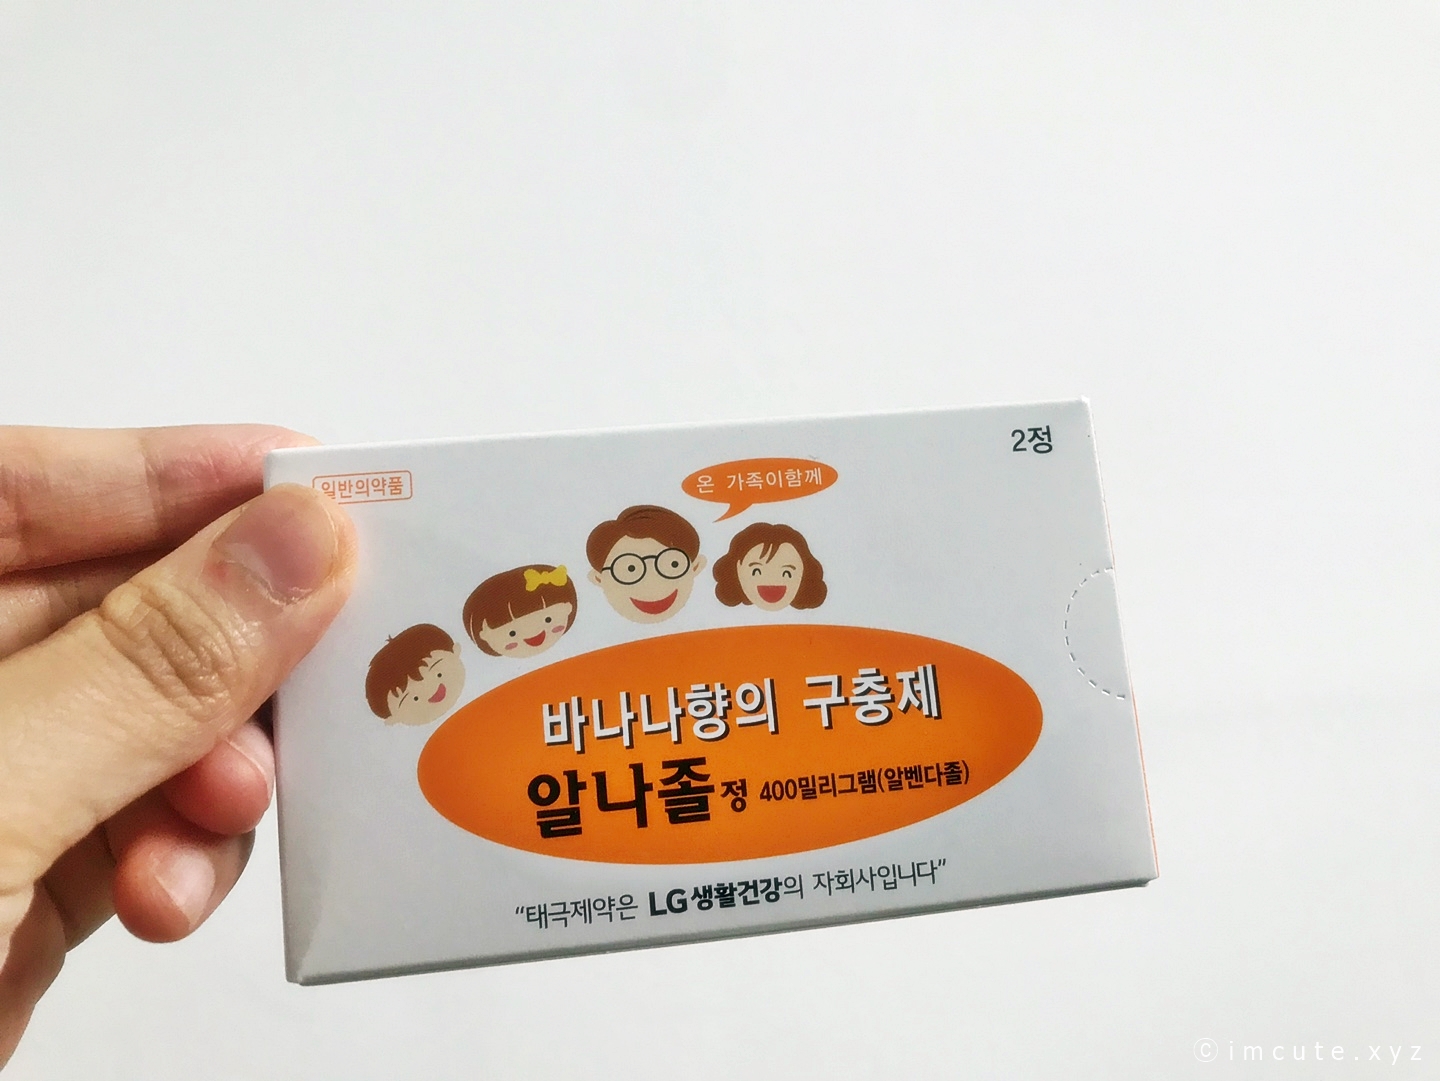 2정
일반의약품
온 가족이함께
바나나향의 구충제
알나졸정 400밀리그램(알벤다졸)
“태극제약은 LG생활건강의 자회사입니다”
ⓒimcute.xyz